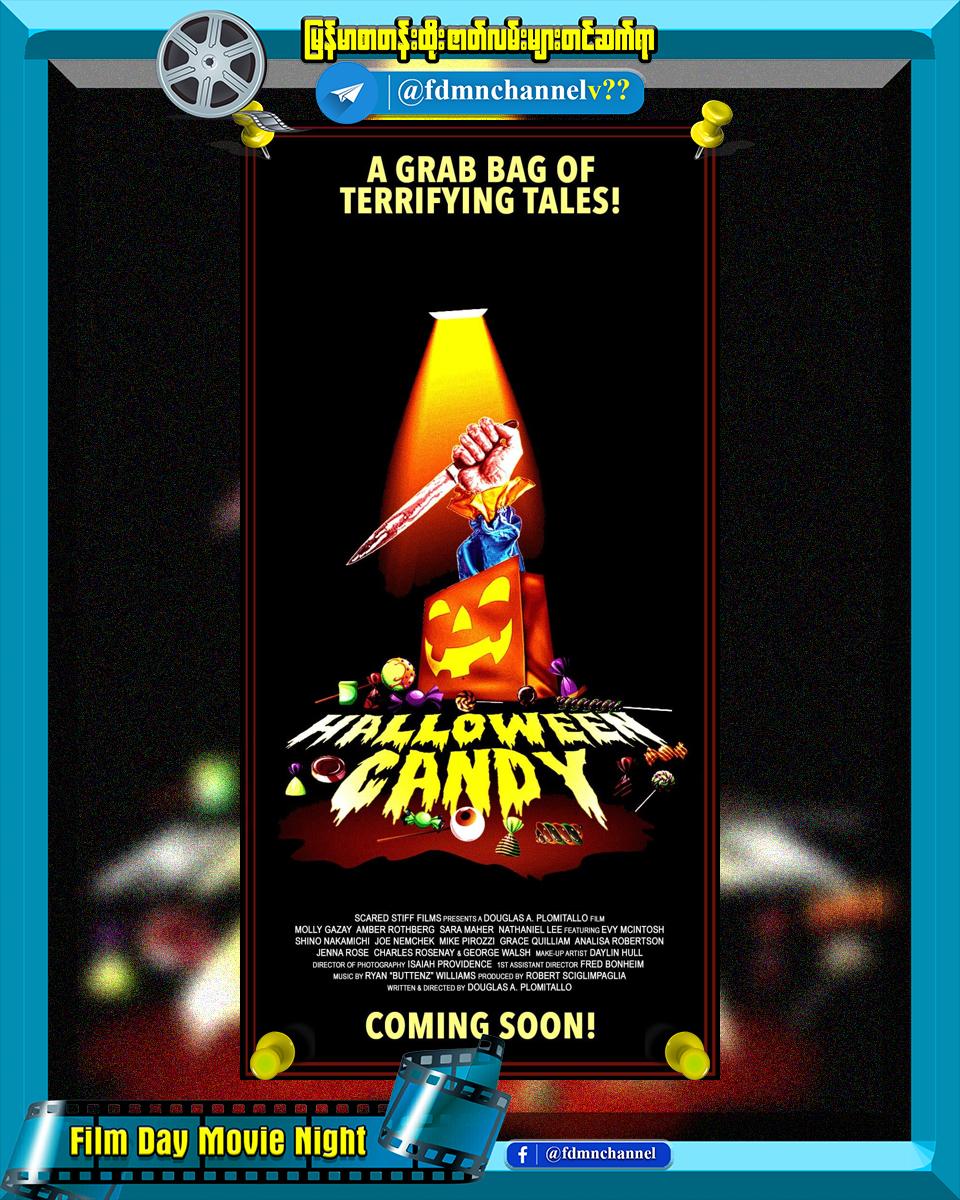 မြန်မာစာတန်းထိုးဇာတ်လမ်းများတင်ဆက်ရာ
@fdmnchannelv??
A GRAB BAG OF
TERRIFYING TALES!
HALLOWEEN
CANDY
SCARED STIFF FILMS PRESENTS A DOUGLAS A. PLOMITALLO FILM
MOLLY GAZAY AMBER ROTHBERG SARA MAHER NATHANIEL LEE FEATURING EVY MCINTOSH
SHINO NAKAMICHI JOE NEMCHEK MIKE PIROZZI GRACE QUILLIAM ANALISA ROBERTSON
JENNA ROSE CHARLES ROSENAY & GEORGE WALSH MAKE-UP ARTIST DAYLIN HULL
DIRECTOR OF PHOTOGRAPHY ISAIAH PROVIDENCE 1ST ASSISTANT DIRECTOR FRED BONHEIM
MUSIC BY RYAN "BUTTENZ" WILLIAMS PRODUCED BY ROBERT SCIGLIMPAGLIA
WRITTEN & DIRECTED BY DOUGLAS A. PLOMITALLO
COMING SOON!
Film Day Movie Night
@fdmnchannel